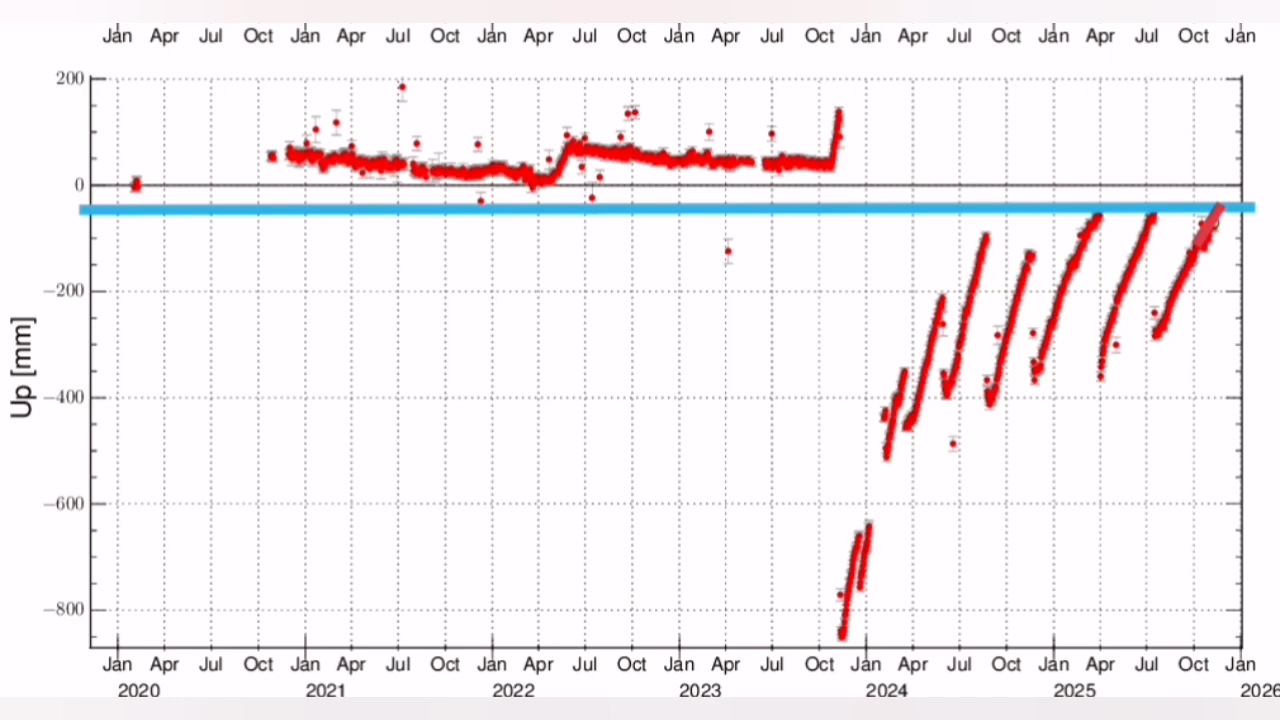 Jan Apr Jul Oct Jan Apr Jul Oct Jan Apr Jul Oct Jan Apr Jul Oct Jan Apr Jul Oct Jan Apr Jul Oct Jan
200
0
−200
−400
−600
−800
Up [mm]
Jan Apr Jul Oct Jan Apr Jul Oct Jan Apr Jul Oct Jan Apr Jul Oct Jan Apr Jul Oct Jan Apr Jul Oct Jan
2020 2021 2022 2023 2024 2025 2026